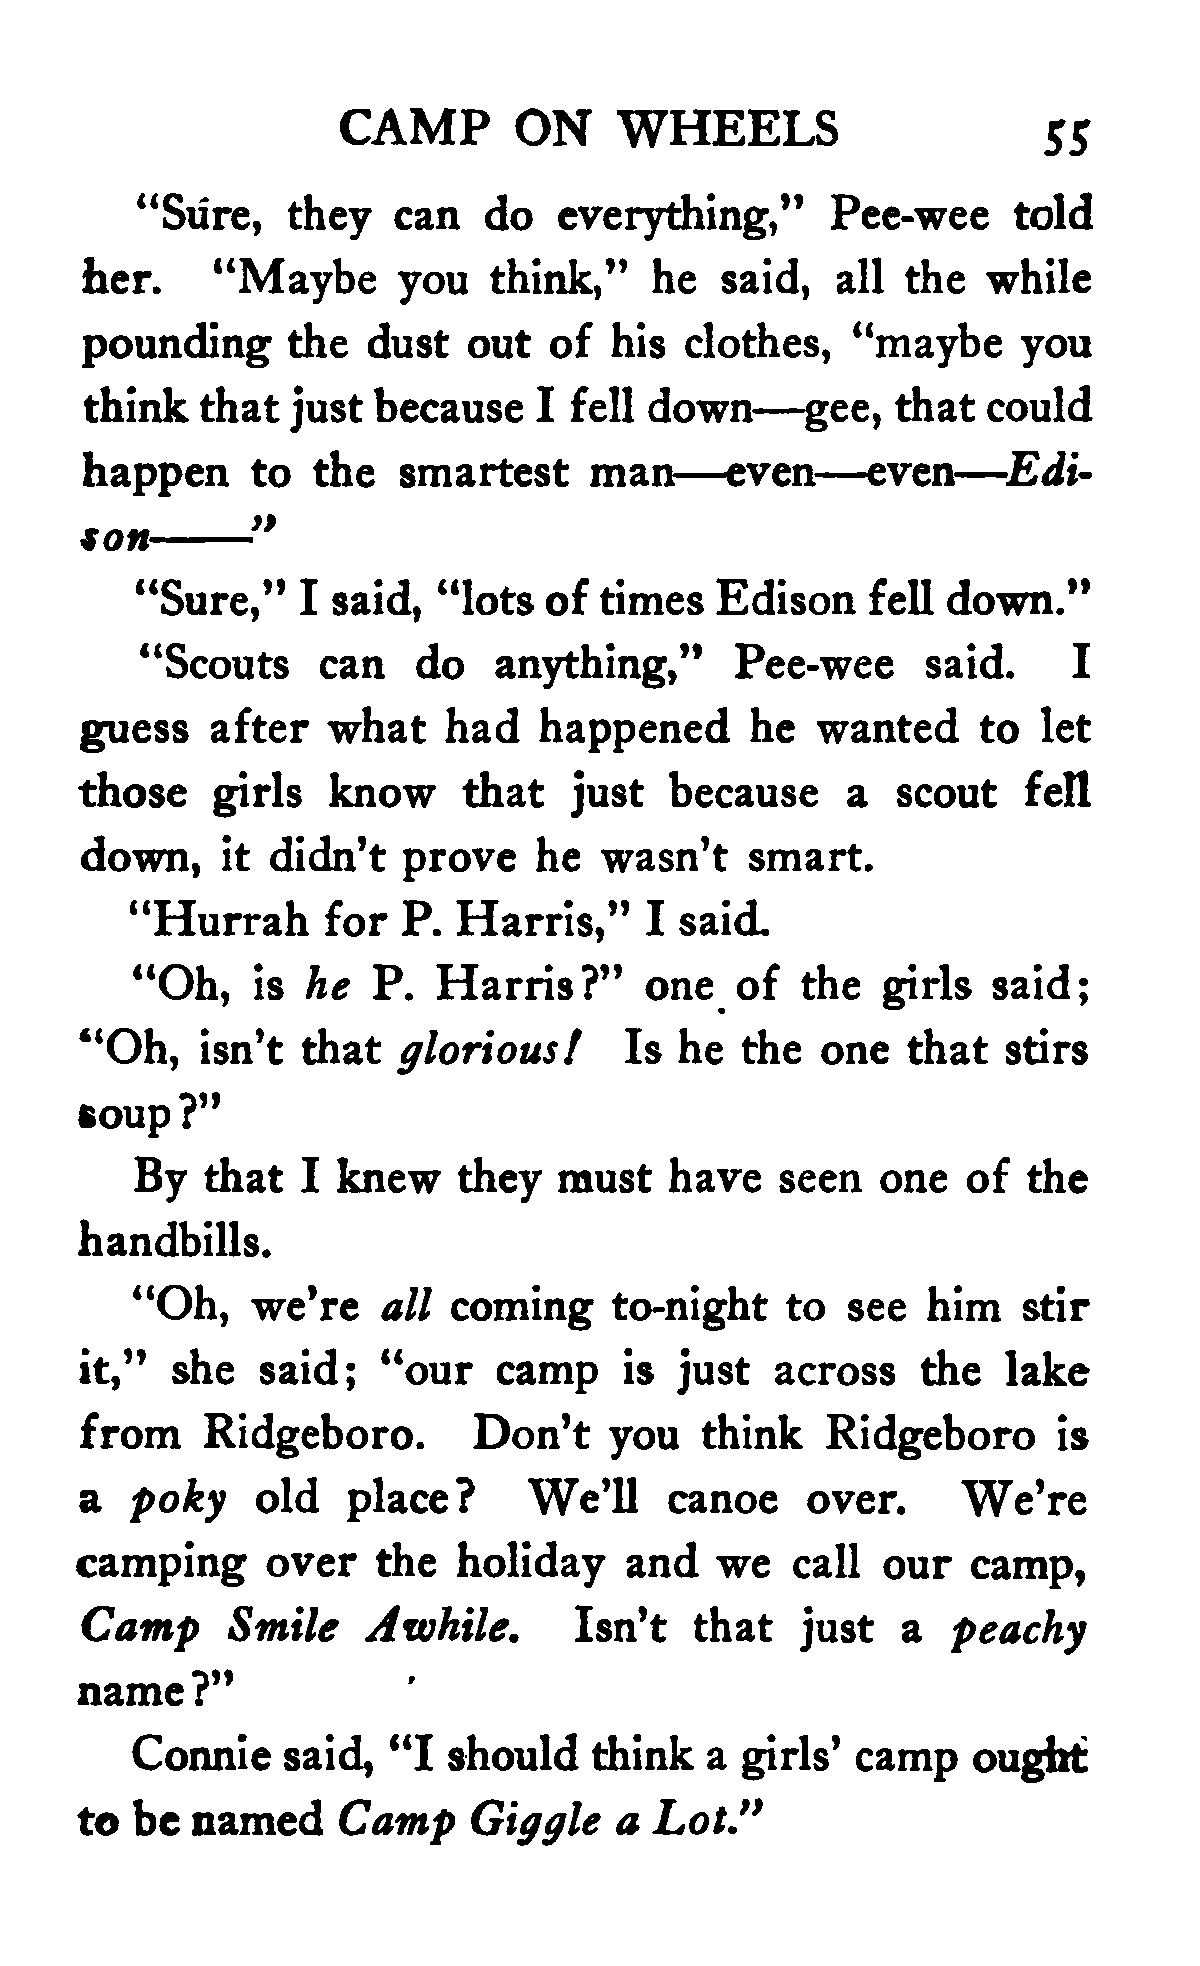 CAMP ON WHEELS 55
"Sure, they can do everything," Pee-wee told
her. "Maybe you think," he said, all the while
pounding the dust out of his clothes, "maybe you
think that just because I fell down—gee, that could
happen to the smartest man—even—even—Edi-
son——"
"Sure," I said, "lots of times Edison fell down."
"Scouts can do anything," Pee-wee said. I
guess after what had happened he wanted to let
those girls know that just because a scout fell
down, it didn't prove he wasn't smart.
"Hurrah for P. Harris," I said.
"Oh, is he P. Harris?" one of the girls said;
"Oh, isn't that glorious! Is he the one that stirs
soup?"
By that I knew they must have seen one of the
handbills.
"Oh, we're all coming to-night to see him stir
it," she said; "our camp is just across the lake
from Ridgeboro. Don't you think Ridgeboro is
a poky old place? We'll canoe over. We're
camping over the holiday and we call our camp,
Camp Smile Awhile. Isn't that just a peachy
name?"
Connie said, "I should think a girls' camp ought
to be named Camp Giggle a Lot."